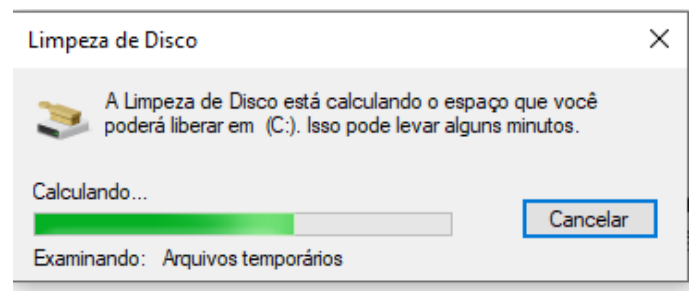 Limpeza de Disco
A Limpeza de Disco está calculando o espaço que você
poderá liberar em (C:). Isso pode levar alguns minutos.
Calculando...
Cancelar
Examinando: Arquivos temporários